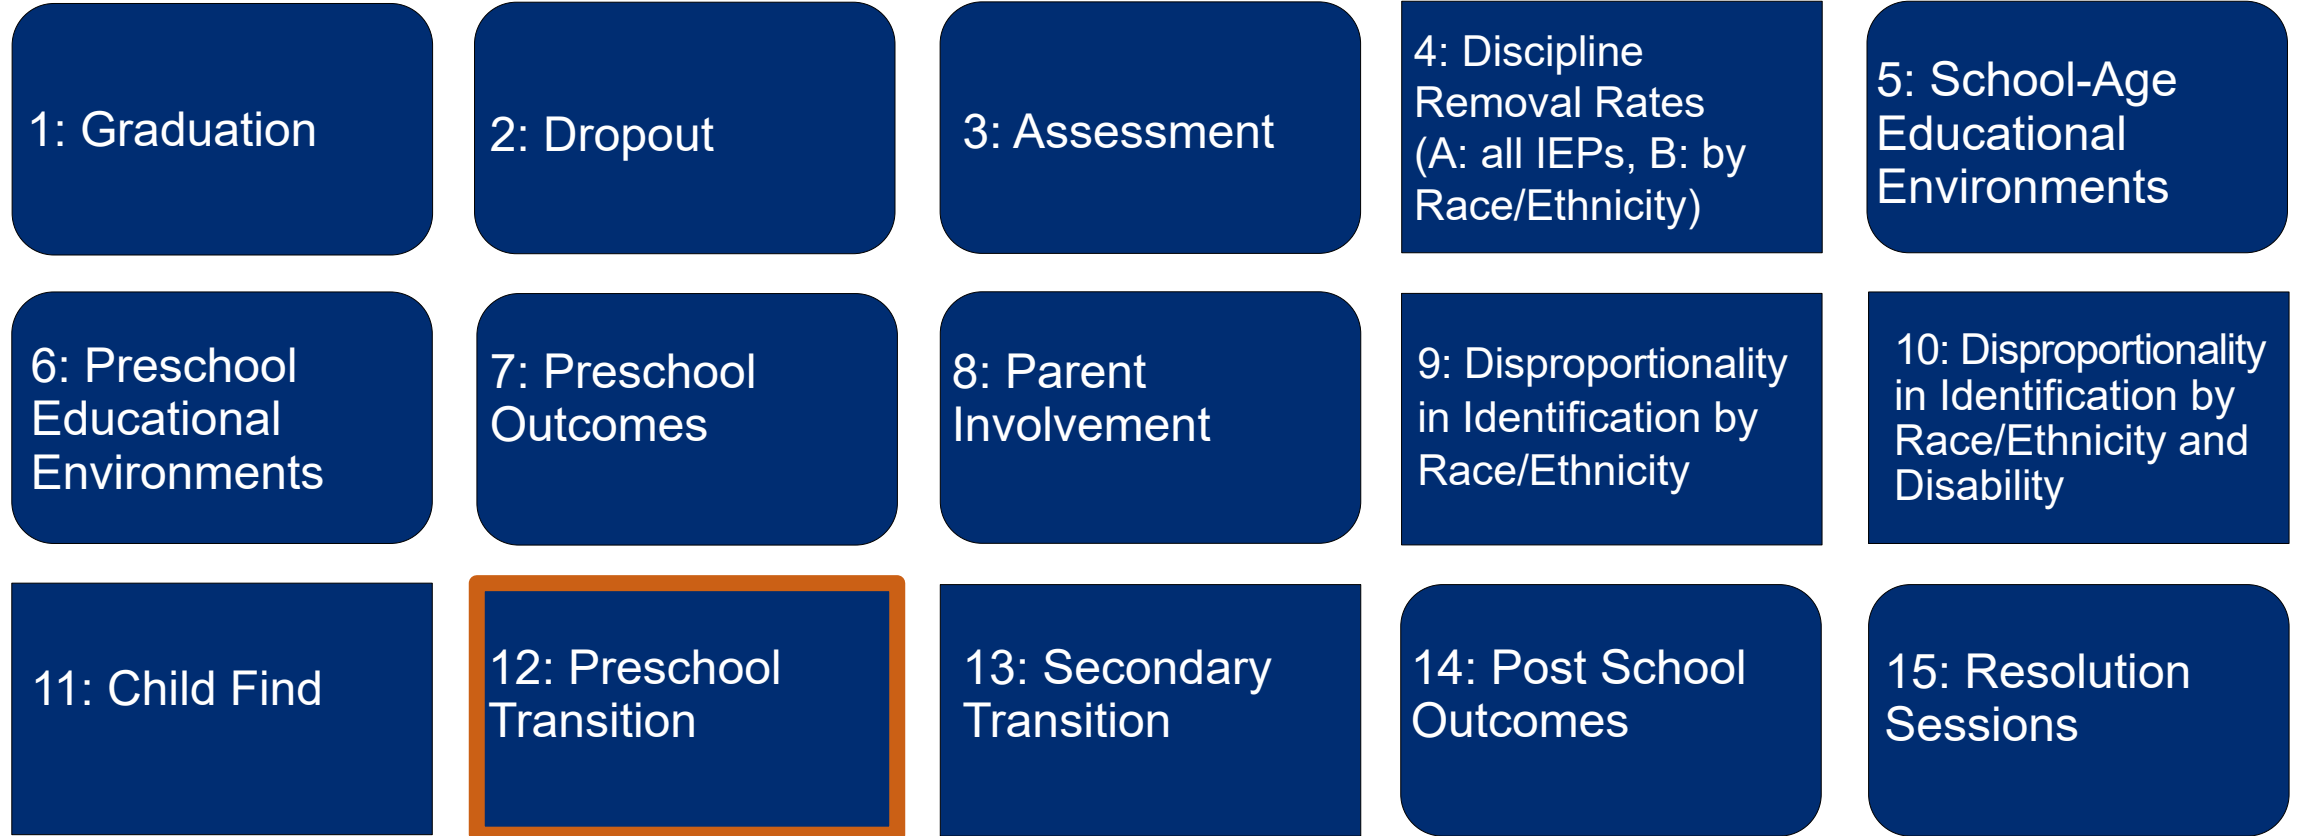 1: Graduation
2: Dropout
3: Assessment
4: Discipline
Removal Rates
(A: all IEPs, B: by
Race/Ethnicity)
5: School-Age
Educational
Environments
6: Preschool
Educational
Environments
7: Preschool
Outcomes
8: Parent
Involvement
9: Disproportionality
in Identification by
Race/Ethnicity
10: Disproportionality
in Identification by
Race/Ethnicity and
Disability
11: Child Find
12: Preschool
Transition
13: Secondary
Transition
14: Post School
Outcomes
15: Resolution
Sessions